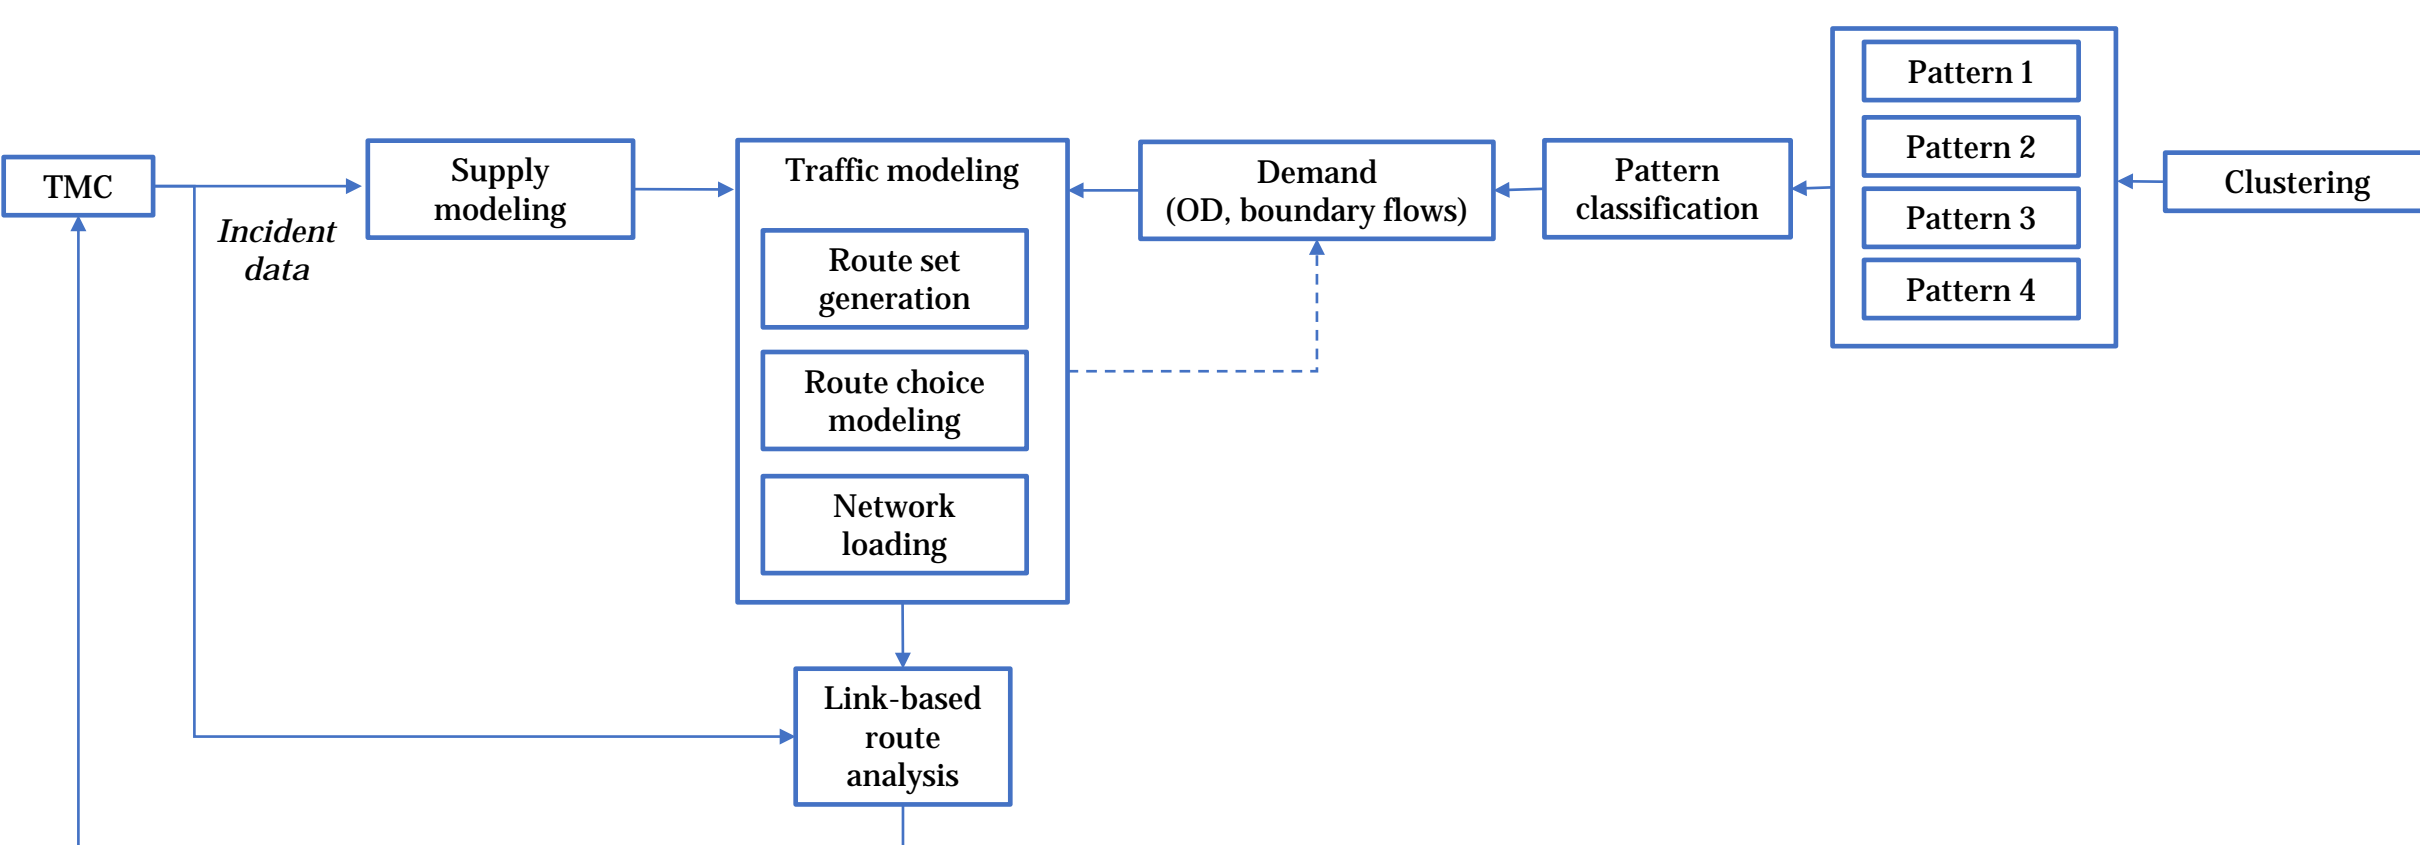 TMC
Incident
data
Supply
modeling
Traffic modeling
Route set
generation
Route choice
modeling
Network
loading
Link-based
route
analysis
Demand
(OD, boundary flows)
Pattern
classification
Pattern 1
Pattern 2
Pattern 3
Pattern 4
Clustering